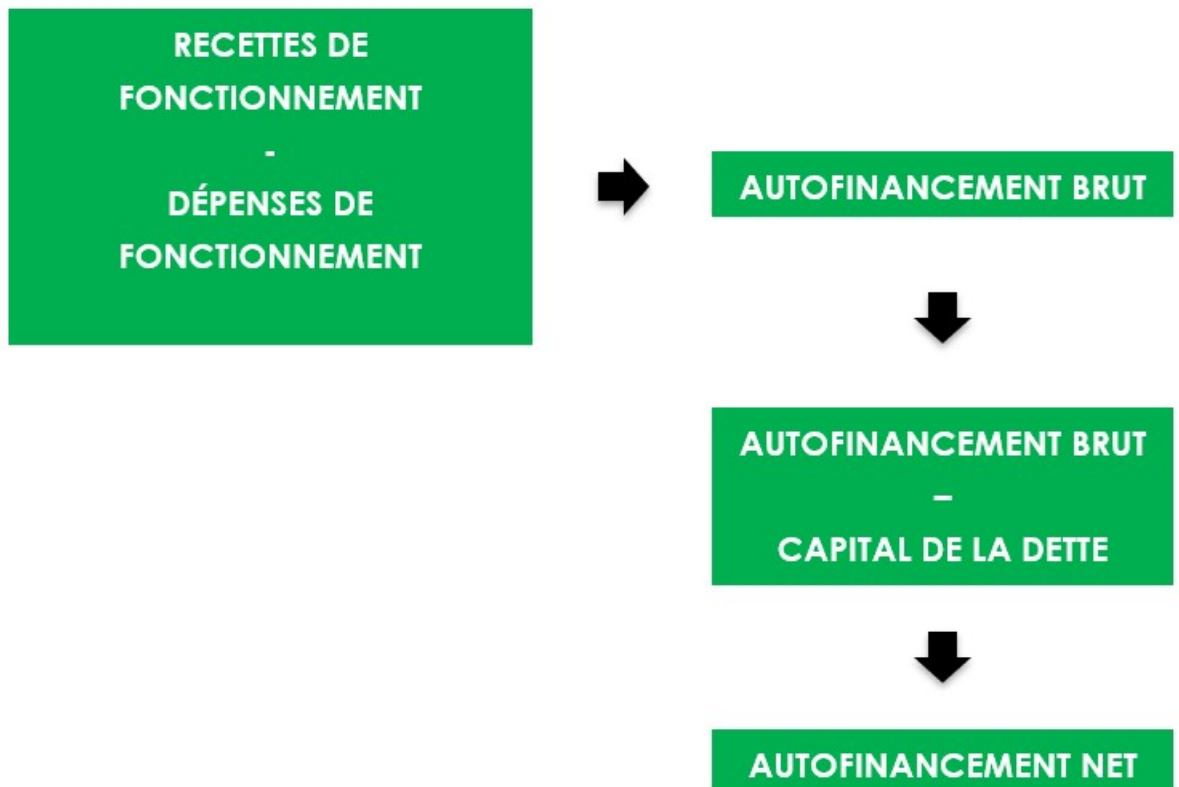 RECETTES DE
FONCTIONNEMENT
-
DÉPENSES DE
FONCTIONNEMENT
AUTOFINANCEMENT BRUT
AUTOFINANCEMENT BRUT
–
CAPITAL DE LA DETTE
AUTOFINANCEMENT NET